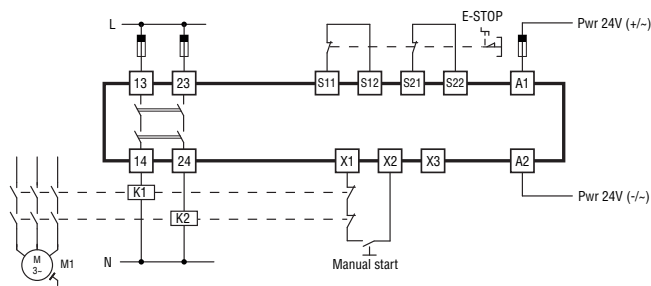 L
E-STOP
Pwr 24V (+/~)
13
23
S11
S12
S21
S22
A1
14
24
X1
X2
X3
A2
K1
K2
Pwr 24V (-/~)
M
3~
M1
N
Manual start